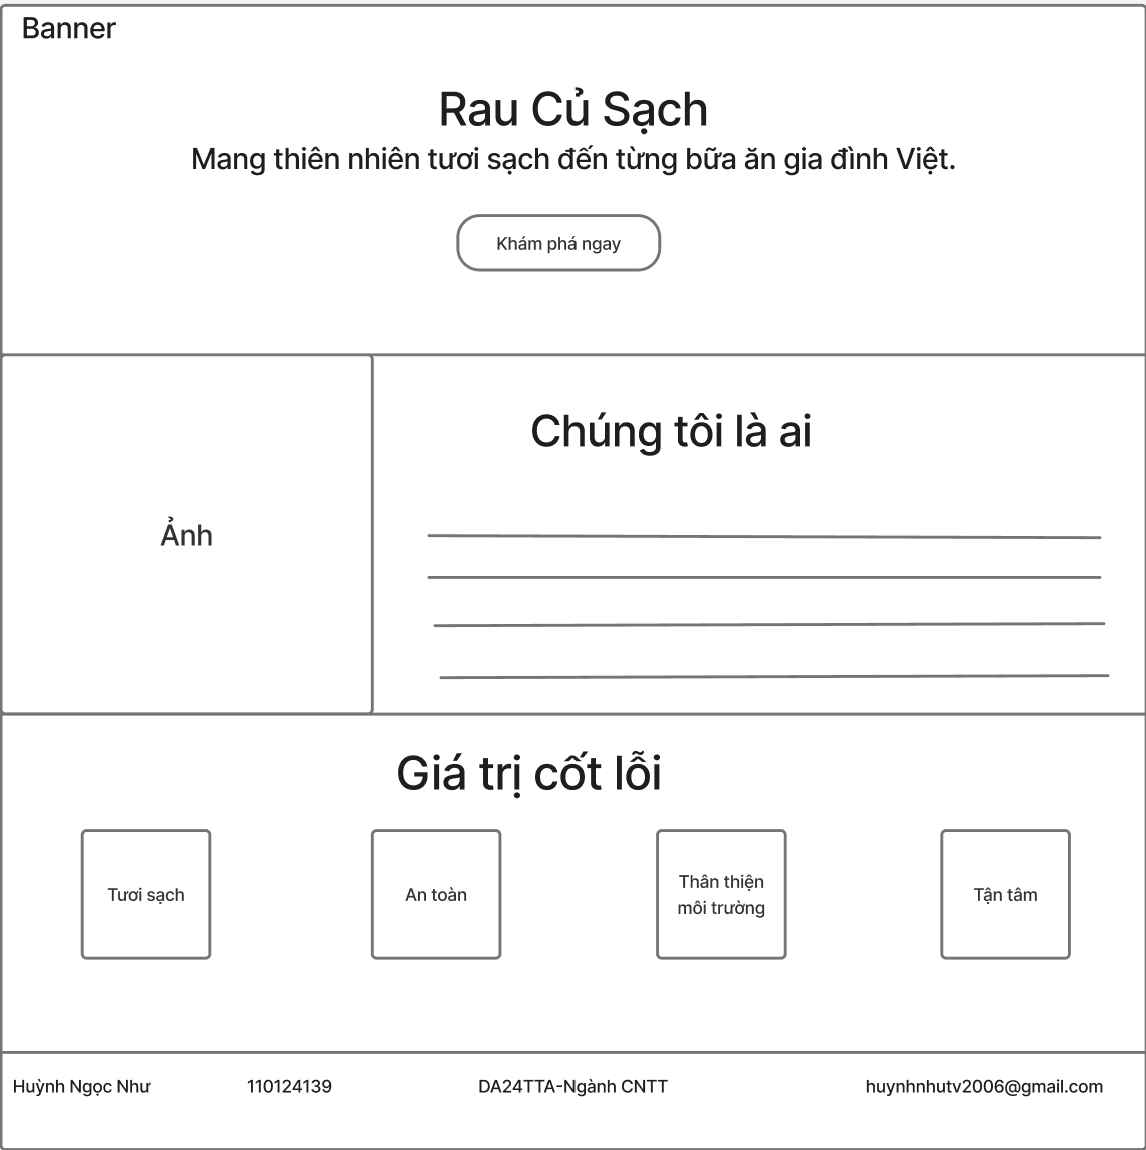 Banner
Rau Củ Sạch
Mang thiên nhiên tươi sạch đến từng bữa ăn gia đình Việt.
Khám phá ngay
Chúng tôi là ai
Ảnh
Giá trị cốt lỗi
Tươi sạch
An toàn
Thân thiện
môi trường
Tận tâm
Huỳnh Ngọc Như
110124139
DA24TTA-Ngành CNTT
huynhnhutv2006@gmail.com